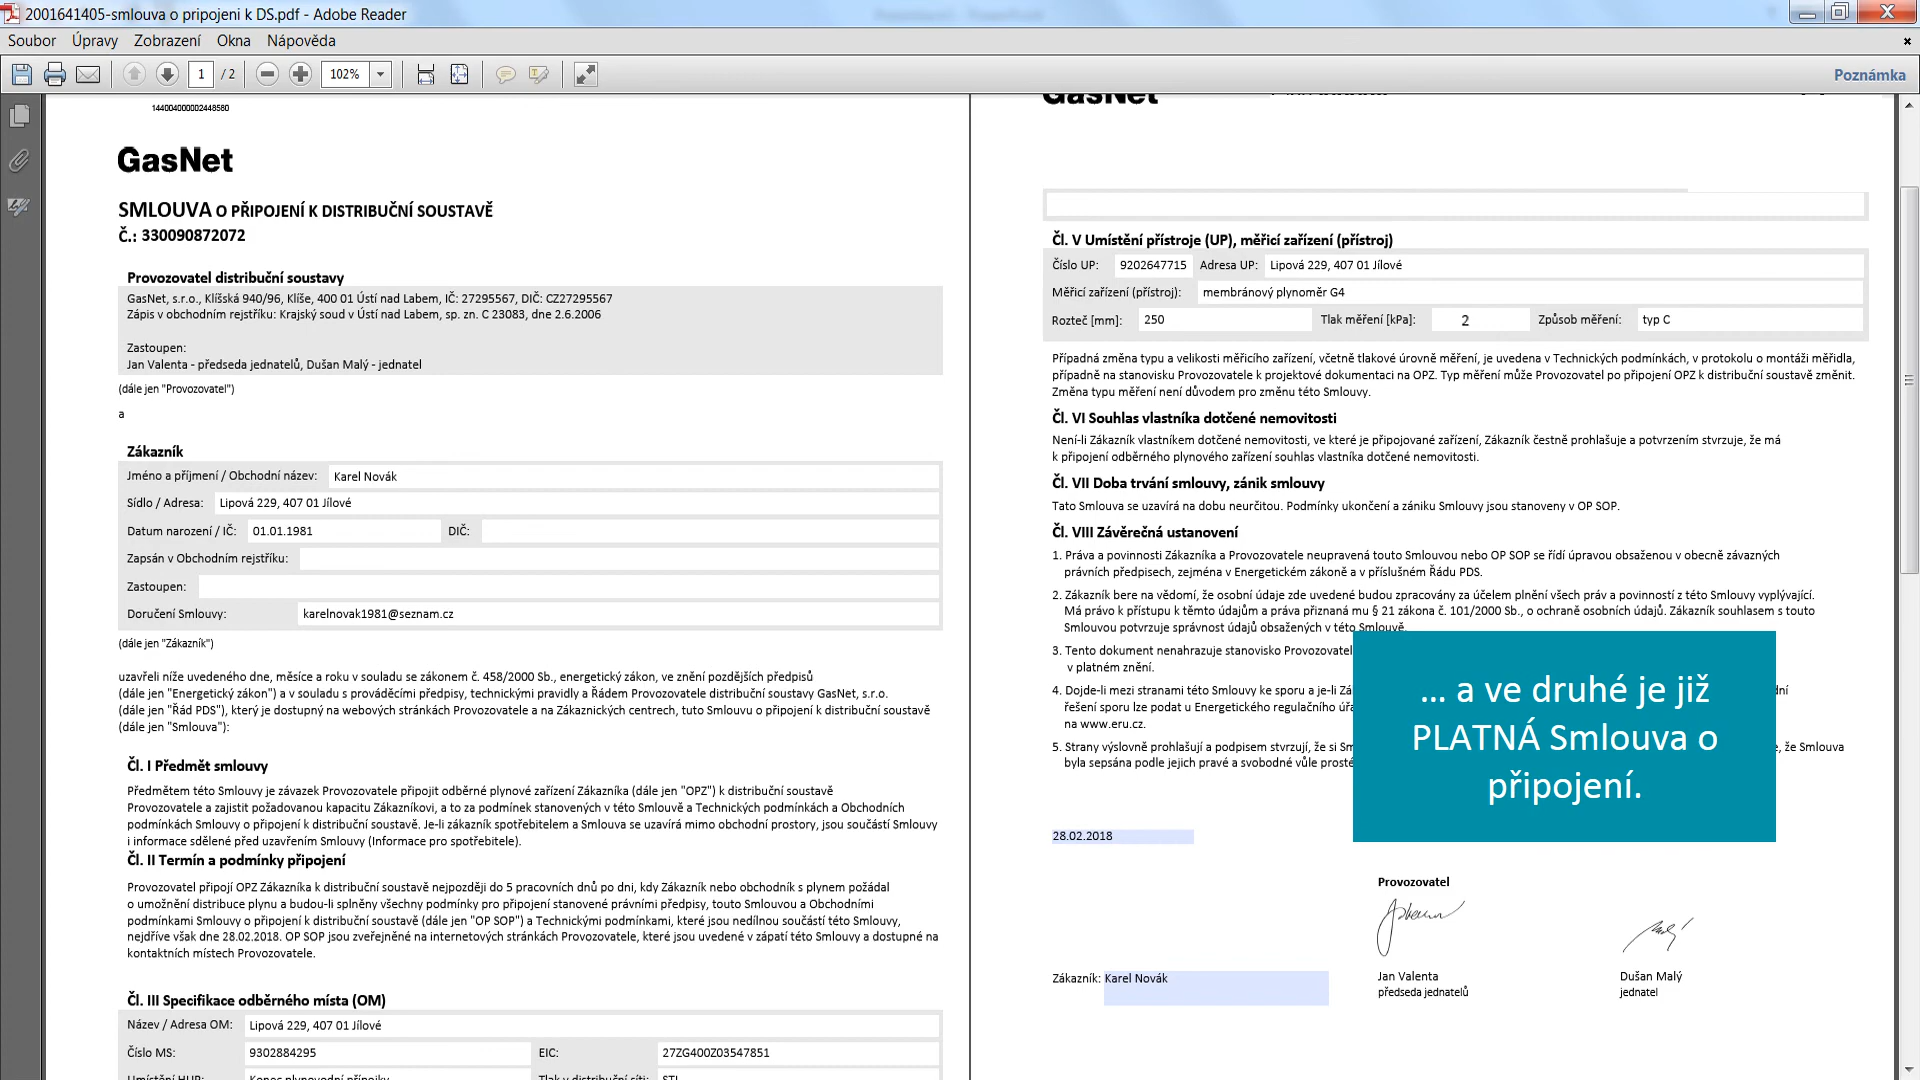 2001641405-smlouva o pripojeni k DS.pdf - Adobe Reader
Soubor Úpravy Zobrazení Okna Nápověda
1 / 2 102% Poznámka
144004000002448580
GasNet
SMLOUVA O PŘIPOJENÍ K DISTRIBUČNÍ SOUSTAVĚ
Č.: 330090872072
Provozovatel distribuční soustavy
GasNet, s.r.o., Klíšská 940/96, Klíše, 400 01 Ústí nad Labem, IČ: 27295567, DIČ: CZ27295567
Zápis v obchodním rejstříku: Krajský soud v Ústí nad Labem, sp. zn. C 23083, dne 2.6.2006
Zastoupen:
Jan Valenta - předseda jednatelů, Dušan Malý - jednatel
(dále jen "Provozovatel")
a
Zákazník
Jméno a příjmení / Obchodní název: Karel Novák
Sídlo / Adresa: Lipová 229, 407 01 Jílové
Datum narození / IČ: 01.01.1981 DIČ:
Zapsán v Obchodním rejstříku:
Zastoupen:
Doručení Smlouvy: karelnovak1981@seznam.cz
(dále jen "Zákazník")
uzavřeli níže uvedeného dne, měsíce a roku v souladu se zákonem č. 458/2000 Sb., energetický zákon, ve znění pozdějších předpisů
(dále jen "Energetický zákon") a v souladu s prováděcími předpisy, technickými pravidly a Řádem Provozovatele distribuční soustavy GasNet, s.r.o.
(dále jen "Řád PDS"), který je dostupný na webových stránkách Provozovatele a na Zákaznických centrech, tuto Smlouvu o připojení k distribuční soustavě
(dále jen "Smlouva"):
Čl. I Předmět smlouvy
Předmětem této Smlouvy je závazek Provozovatele připojit odběrné plynové zařízení Zákazníka (dále jen "OPZ") k distribuční soustavě
Provozovatele a zajistit požadovanou kapacitu Zákazníkovi, a to za podmínek stanovených v této Smlouvě a Technických podmínkách a Obchodních
podmínkách Smlouvy o připojení k distribuční soustavě. Je-li zákazník spotřebitelem a Smlouva se uzavírá mimo obchodní prostory, jsou součástí Smlouvy
i informace sdělené před uzavřením Smlouvy (Informace pro spotřebitele).
Čl. II Termín a podmínky připojení
Provozovatel připojí OPZ Zákazníka k distribuční soustavě nejpozději do 5 pracovních dnů po dni, kdy Zákazník nebo obchodník s plynem požádal
o umožnění distribuce plynu a budou-li splněny všechny podmínky pro připojení stanovené právními předpisy, touto Smlouvou a Obchodními
podmínkami Smlouvy o připojení k distribuční soustavě (dále jen "OP SOP") a Technickými podmínkami, které jsou nedílnou součástí této Smlouvy,
nejdříve však dne 28.02.2018. OP SOP jsou zveřejněné na internetových stránkách Provozovatele, které jsou uvedené v zápatí této Smlouvy a dostupné na
kontaktních místech Provozovatele.
Čl. III Specifikace odběrného místa (OM)
Název / Adresa OM: Lipová 229, 407 01 Jílové
Číslo MS: 9302884295 EIC: 27ZG400Z03547851
Umístění HUP: Konec plynovodní přípojky Tlak v distribuční síti: STL
GasNet
Čl. V Umístění přístroje (UP), měřicí zařízení (přístroj)
Číslo UP: 9202647715 Adresa UP: Lipová 229, 407 01 Jílové
Měřicí zařízení (přístroj): membránový plynoměr G4
Rozteč [mm]: 250 Tlak měření [kPa]: 2 Způsob měření: typ C
Případná změna typu a velikosti měřicího zařízení, včetně tlakové úrovně měření, je uvedena v Technických podmínkách, v protokolu o montáži měřidla,
případně na stanovisku Provozovatele k projektové dokumentaci na OPZ. Typ měření může Provozovatel po připojení OPZ k distribuční soustavě změnit.
Změna typu měření není důvodem pro změnu této Smlouvy.
Čl. VI Souhlas vlastníka dotčené nemovitosti
Není-li Zákazník vlastníkem dotčené nemovitosti, ve které je připojované zařízení, Zákazník čestně prohlašuje a potvrzením stvrzuje, že má
k připojení odběrného plynového zařízení souhlas vlastníka dotčené nemovitosti.
Čl. VII Doba trvání smlouvy, zánik smlouvy
Tato Smlouva se uzavírá na dobu neurčitou. Podmínky ukončení a zániku Smlouvy jsou stanoveny v OP SOP.
Čl. VIII Závěrečná ustanovení
1. Práva a povinnosti Zákazníka a Provozovatele neupravená touto Smlouvou nebo OP SOP se řídí úpravou obsaženou v obecně závazných
právních předpisech, zejména v Energetickém zákoně a v příslušném Řádu PDS.
2. Zákazník bere na vědomí, že osobní údaje zde uvedené budou zpracovány za účelem plnění všech práv a povinností z této Smlouvy vyplývající.
Má právo k přístupu k těmto údajům a práva přiznaná mu § 21 zákona č. 101/2000 Sb., o ochraně osobních údajů. Zákazník souhlasem s touto
Smlouvou potvrzuje správnost údajů obsažených v této Smlouvě.
3. Tento dokument nenahrazuje stanovisko Provozovatel
v platném znění.
4. Dojde-li mezi stranami této Smlouvy ke sporu a je-li Zá dní
řešení sporu lze podat u Energetického regulačního úřa
na www.eru.cz.
5. Strany výslovně prohlašují a podpisem stvrzují, že si Sm e, že Smlouva
byla sepsána podle jejich pravé a svobodné vůle prosté
... a ve druhé je již
PLATNÁ Smlouva o
připojení.
28.02.2018
Provozovatel
Zákazník: Karel Novák
Jan Valenta
předseda jednatelů
Dušan Malý
jednatel